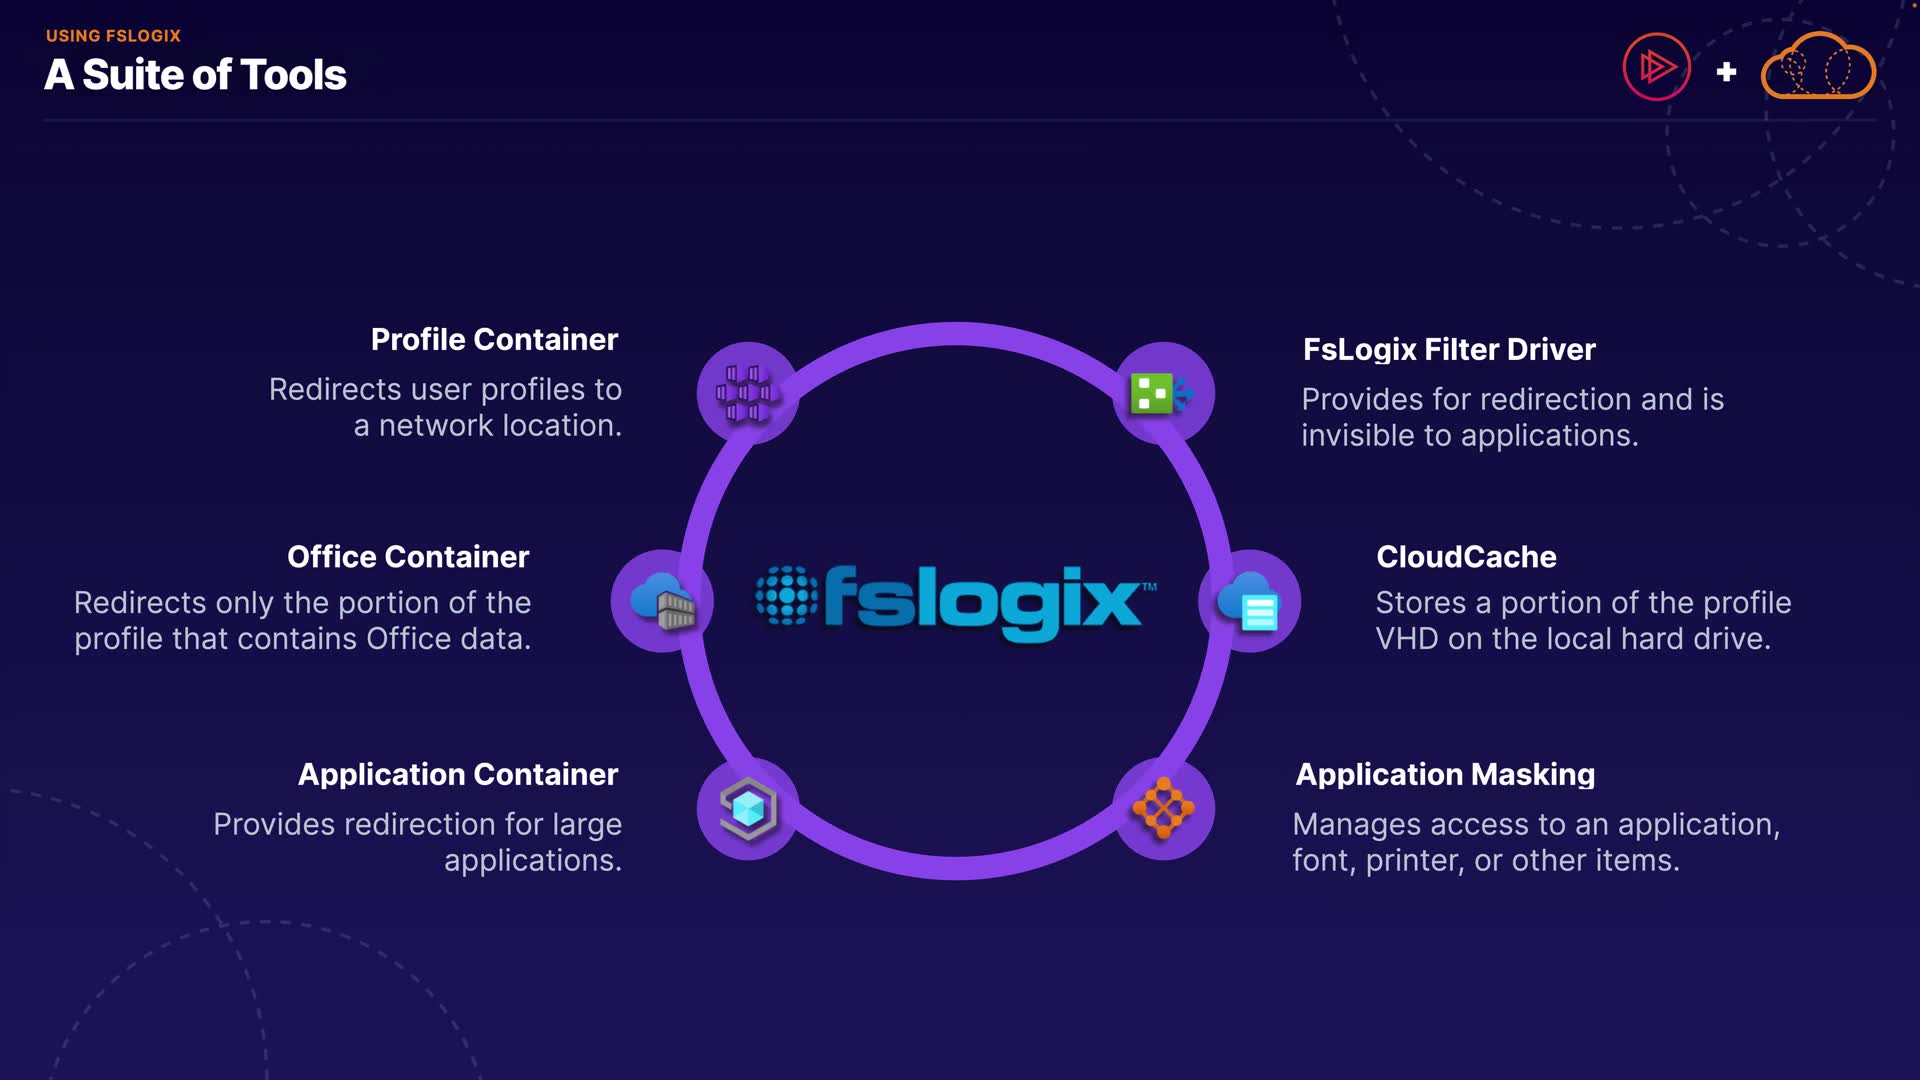 USING FSLOGIX
A Suite of Tools
Profile Container
Redirects user profiles to
a network location.
Office Container
Redirects only the portion of the
profile that contains Office data.
Application Container
Provides redirection for large
applications.
fslogix™
FsLogix Filter Driver
Provides for redirection and is
invisible to applications.
CloudCache
Stores a portion of the profile
VHD on the local hard drive.
Application Masking
Manages access to an application,
font, printer, or other items.